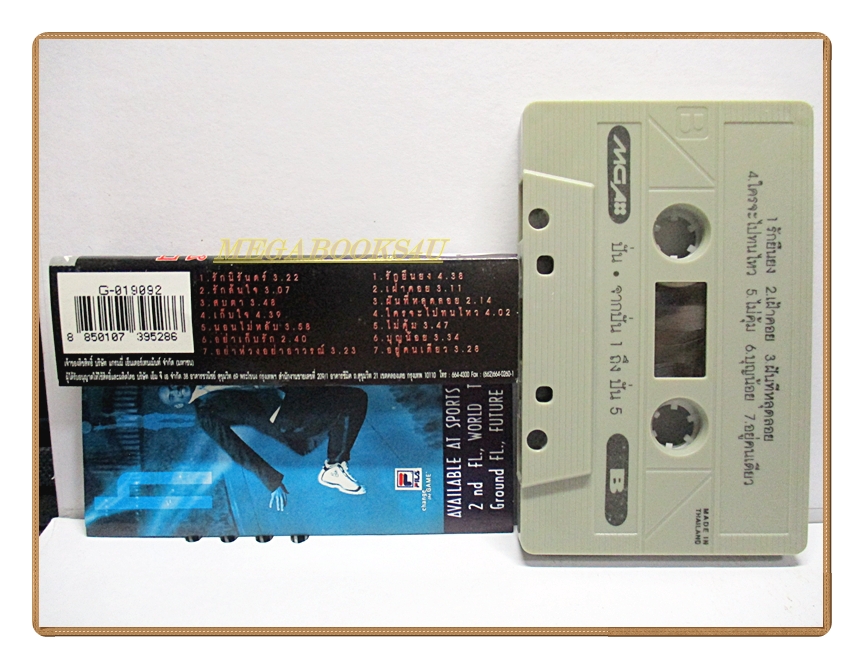 MEGABOOKS4U
G-019092
8 850107 395286
1.รักนิรันดร์ 3.22
2.รักคืนใจ 3.07
3.สบตา 3.48
4.เก็บใจ 4.39
5.นอนไม่หลับ 3.58
6.อย่าเก็บรัก 2.40
7.อย่าห่วงอย่าอาวรณ์ 3.23
1.รักยืนยง 4.38
2.เฝ้าคอย 3.11
3.ฝันที่หลุดลอย 2.14
4.ใครจะไปทนไหว 4.02
5.ไม่คุ้ม 3.47
6.บุญน้อย 3.34
7.อยู่คนเดียว 3.28
AVAILABLE AT SPORTS
2 nd FL., WORLD T
Ground FL., FUTURE
FILA
change the GAME
B
MCA
ปั่น • จากปั่น 1 ถึง ปั่น 5
B
1.รักยืนยง 2.เฝ้าคอย 3.ฝันที่หลุดลอย
4.ใครจะไปทนไหว 5.ไม่คุ้ม 6.บุญน้อย 7.อยู่คนเดียว
MADE IN
THAILAND